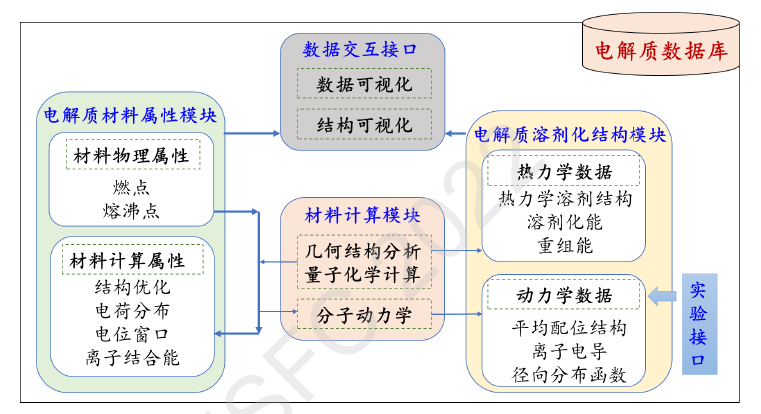 电解质数据库
数据交互接口
数据可视化
结构可视化
电解质材料属性模块
材料物理属性
燃点
熔沸点
材料计算属性
结构优化
电荷分布
电位窗口
离子结合能
材料计算模块
几何结构分析
量子化学计算
分子动力学
电解质溶剂化结构模块
热力学数据
热力学溶剂结构
溶剂化能
重组能
动力学数据
平均配位结构
离子电导
径向分布函数
实
验
接
口
NSFC 2022